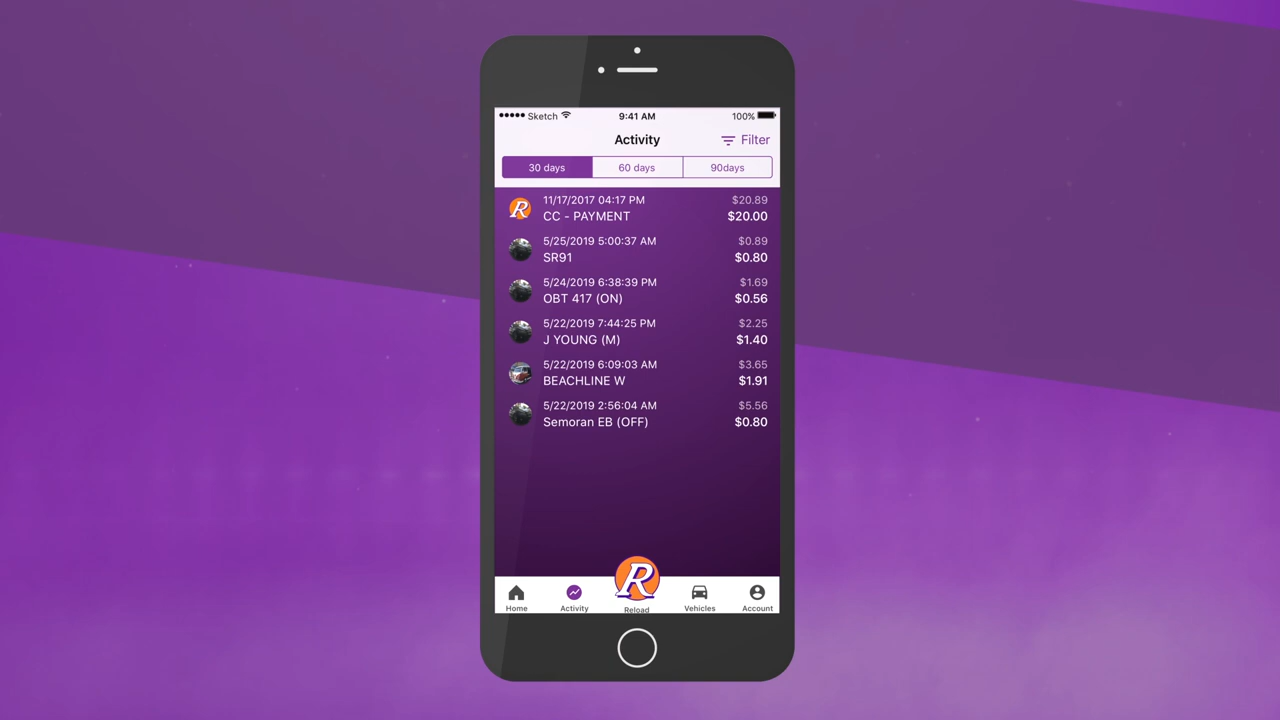 Sketch 9:41 AM 100%
Activity Filter
30 days 60 days 90days
11/17/2017 04:17 PM $20.89
CC - PAYMENT $20.00
5/25/2019 5:00:37 AM $0.89
SR91 $0.80
5/24/2019 6:38:39 PM $1.69
OBT 417 (ON) $0.56
5/22/2019 7:44:25 PM $2.25
J YOUNG (M) $1.40
5/22/2019 6:09:03 AM $3.65
BEACHLINE W $1.91
5/22/2019 2:56:04 AM $5.56
Semoran EB (OFF) $0.80
R
Home Activity Reload Vehicles Account